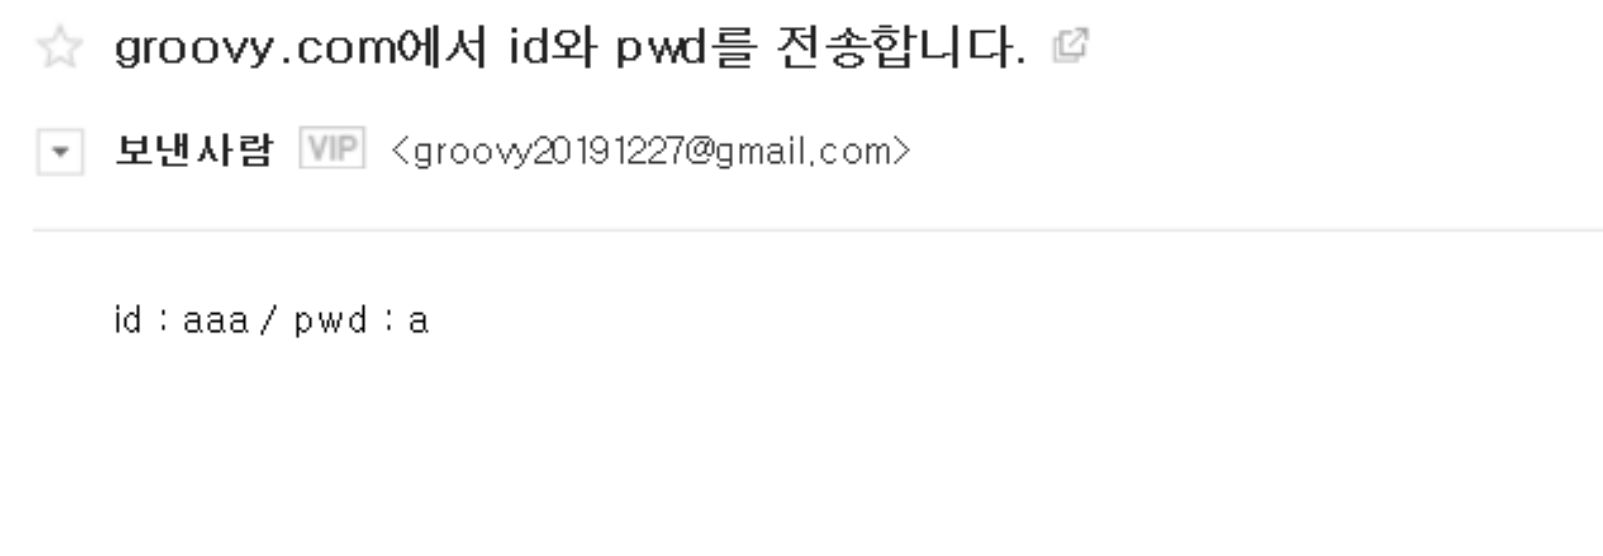 groovy.com에서 id와 pwd를 전송합니다.
보낸사람 VIP <groovy20191227@gmail.com>
id : aaa / pwd : a